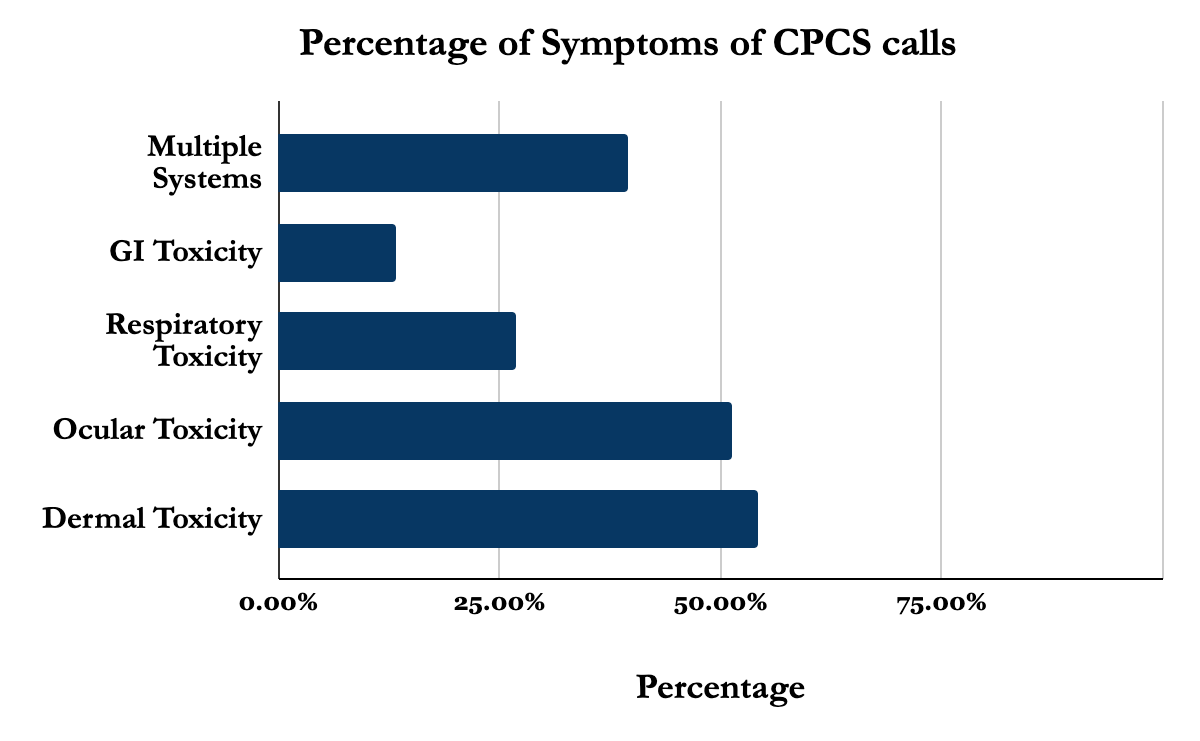 Percentage of Symptoms of CPCS calls
Multiple
Systems
GI Toxicity
Respiratory
Toxicity
Ocular Toxicity
Dermal Toxicity
0.00% 25.00% 50.00% 75.00%
Percentage